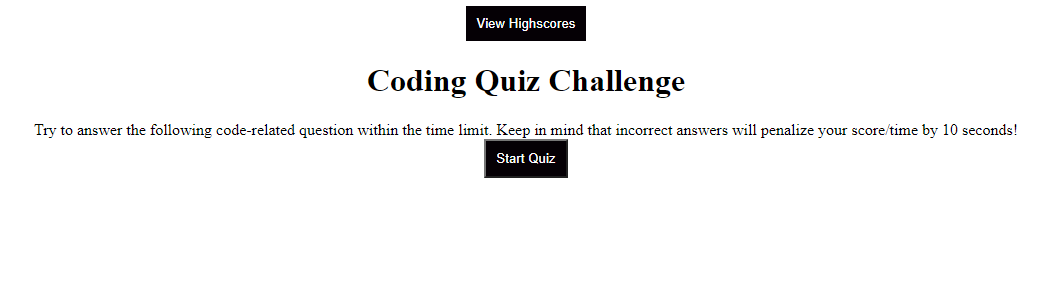 View Highscores
Coding Quiz Challenge
Try to answer the following code-related question within the time limit. Keep in mind that incorrect answers will penalize your score/time by 10 seconds!
Start Quiz